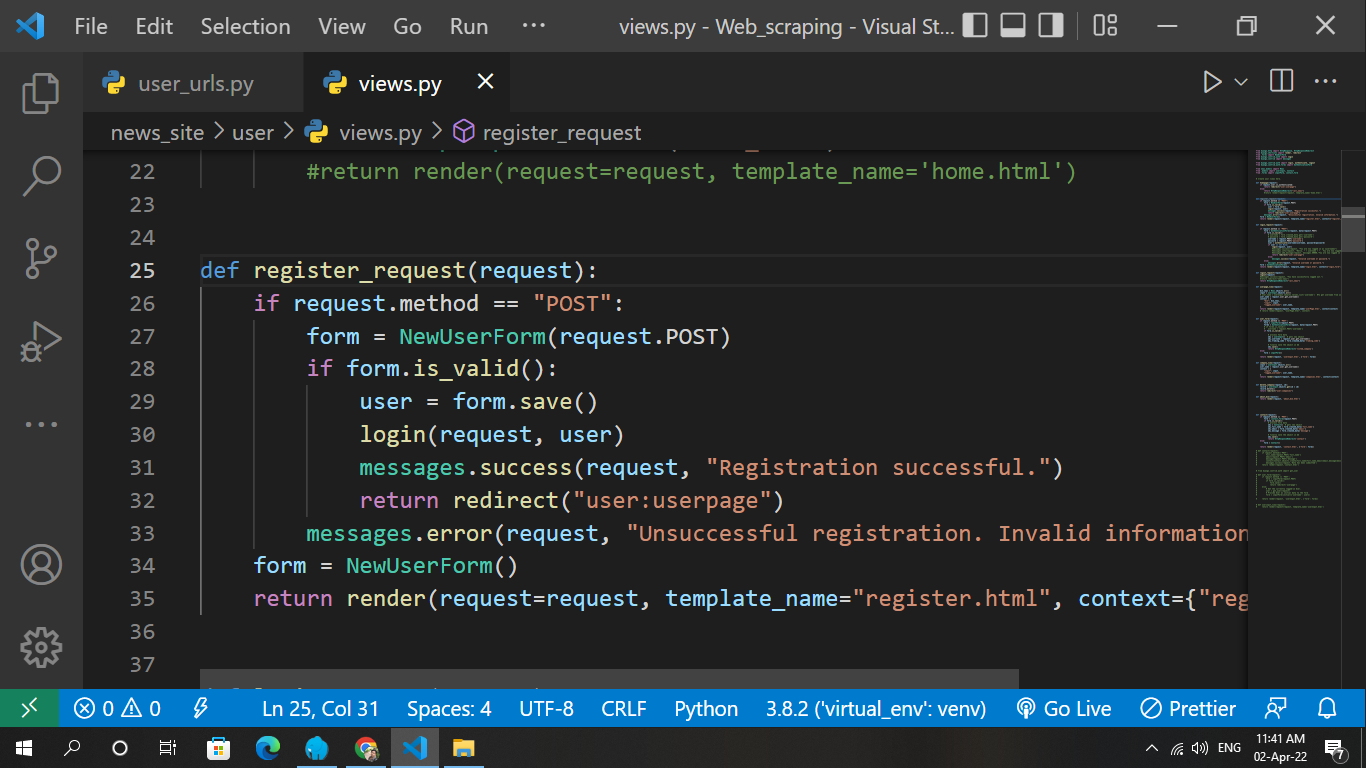 File Edit Selection View Go Run ··· views.py - Web_scraping - Visual St...
user_urls.py views.py
news_site > user > views.py > register_request
22 #return render(request=request, template_name='home.html')
23
24
25 def register_request(request):
26 if request.method == "POST":
27 form = NewUserForm(request.POST)
28 if form.is_valid():
29 user = form.save()
30 login(request, user)
31 messages.success(request, "Registration successful.")
32 return redirect("user:userpage")
33 messages.error(request, "Unsuccessful registration. Invalid information
34 form = NewUserForm()
35 return render(request=request, template_name="register.html", context={"reg
36
37
0 0 Ln 25, Col 31 Spaces: 4 UTF-8 CRLF Python 3.8.2 ('virtual_env': venv) Go Live Prettier
ENG 11:41 AM
02-Apr-22 7